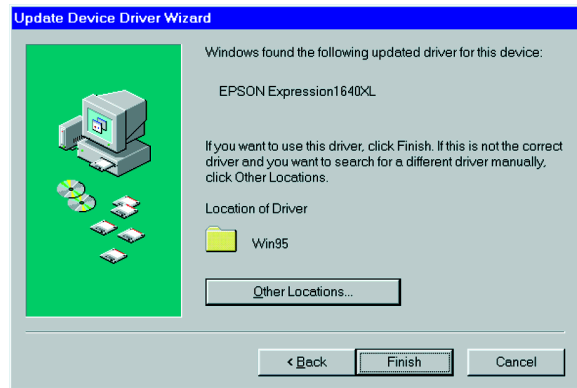 Update Device Driver Wizard
Windows found the following updated driver for this device:
EPSON Expression1640XL
If you want to use this driver, click Finish. If this is not the correct
driver and you want to search for a different driver manually,
click Other Locations.
Location of Driver
Win95
Other Locations...
< Back
Finish
Cancel